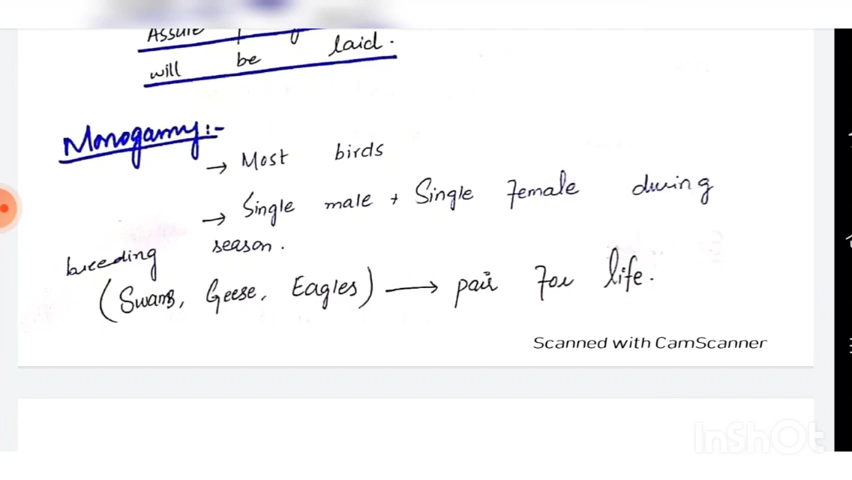 Assure
will be laid.
Monogamy:-
→ Most birds
→ Single male + Single Female during
breeding season.
(Swans, Geese, Eagles) → pair For life.
Scanned with CamScanner
InShOt